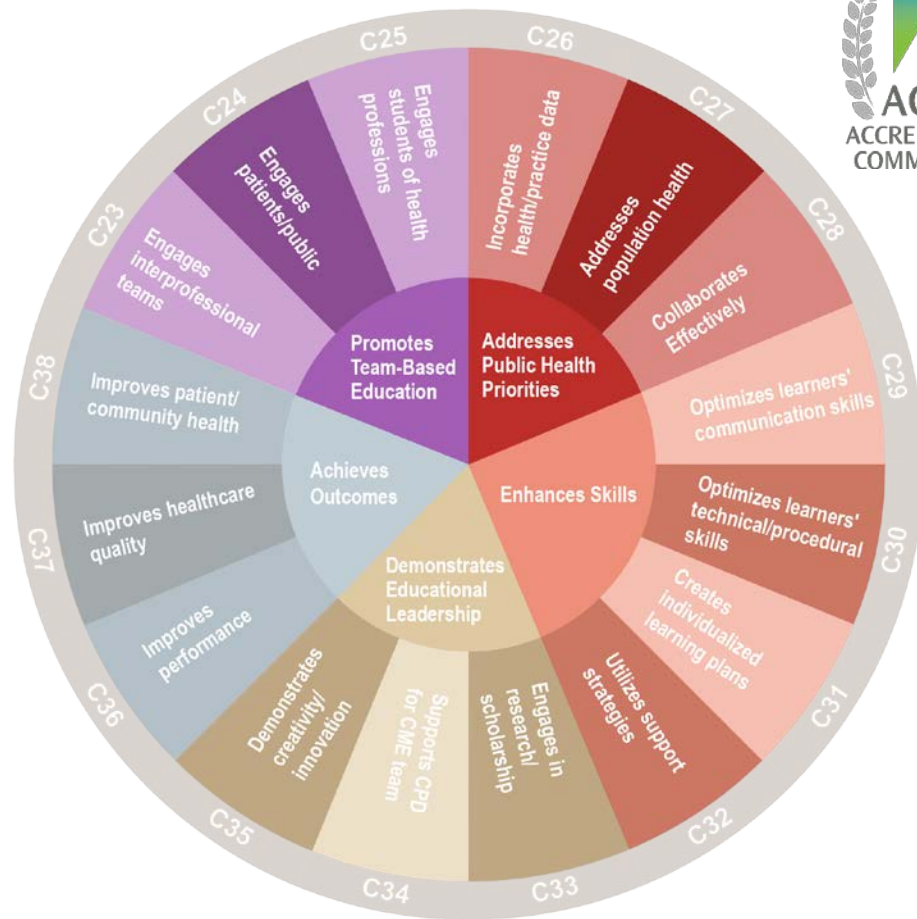 C23
Engages
interprofessional
teams
C24
Engages
patients/public
C25
Engages
students of health
professions
C26
Incorporates
health/practice data
C27
Addresses
population health
C28
Collaborates
Effectively
C29
Optimizes learners'
communication skills
C30
Optimizes learners'
technical/procedural
skills
C31
Creates
individualized
learning plans
C32
Utilizes support
strategies
C33
Engages in
research/
scholarship
C34
Supports CPD
for CME team
C35
Demonstrates
creativity/
innovation
C36
Improves
performance
C37
Improves healthcare
quality
C38
Improves patient/
community health
Promotes
Team-Based
Education
Addresses
Public Health
Priorities
Enhances Skills
Demonstrates
Educational
Leadership
Achieves
Outcomes
ACCRE
COMM